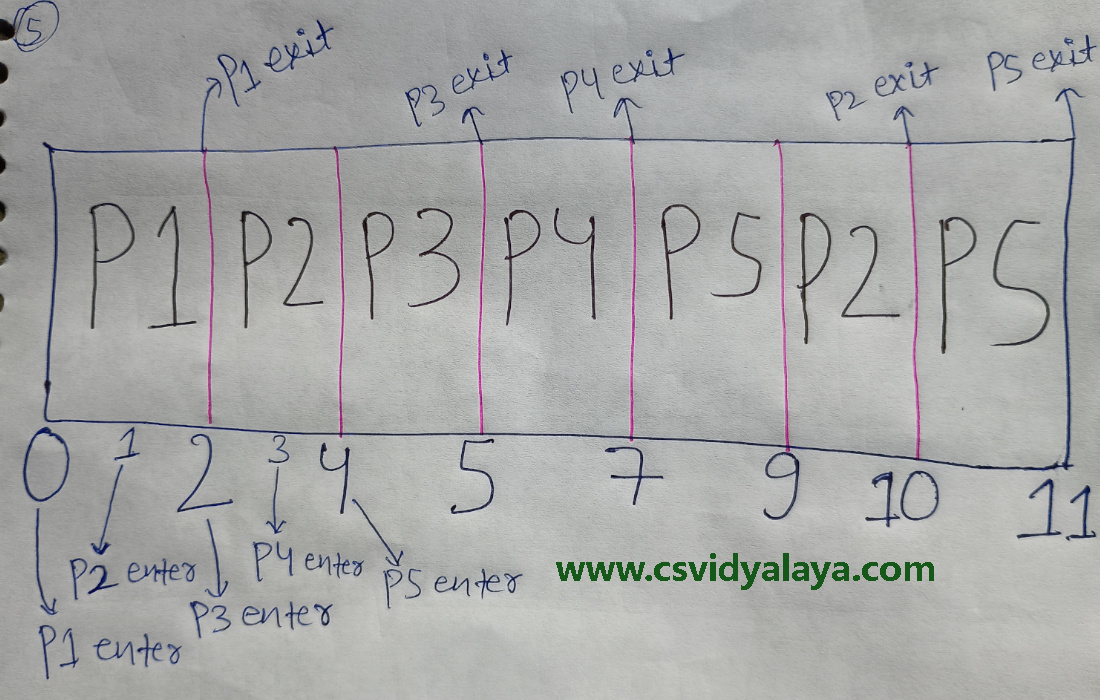 5
P1 exit
P3 exit
P4 exit
P2 exit
P5 exit
P1 P2 P3 P4 P5 P2 P5
0 1 2 3 4 5 7 9 10 11
P2 enter
P4 enter
P5 enter
www.csvidyalaya.com
P3 enter
P1 enter